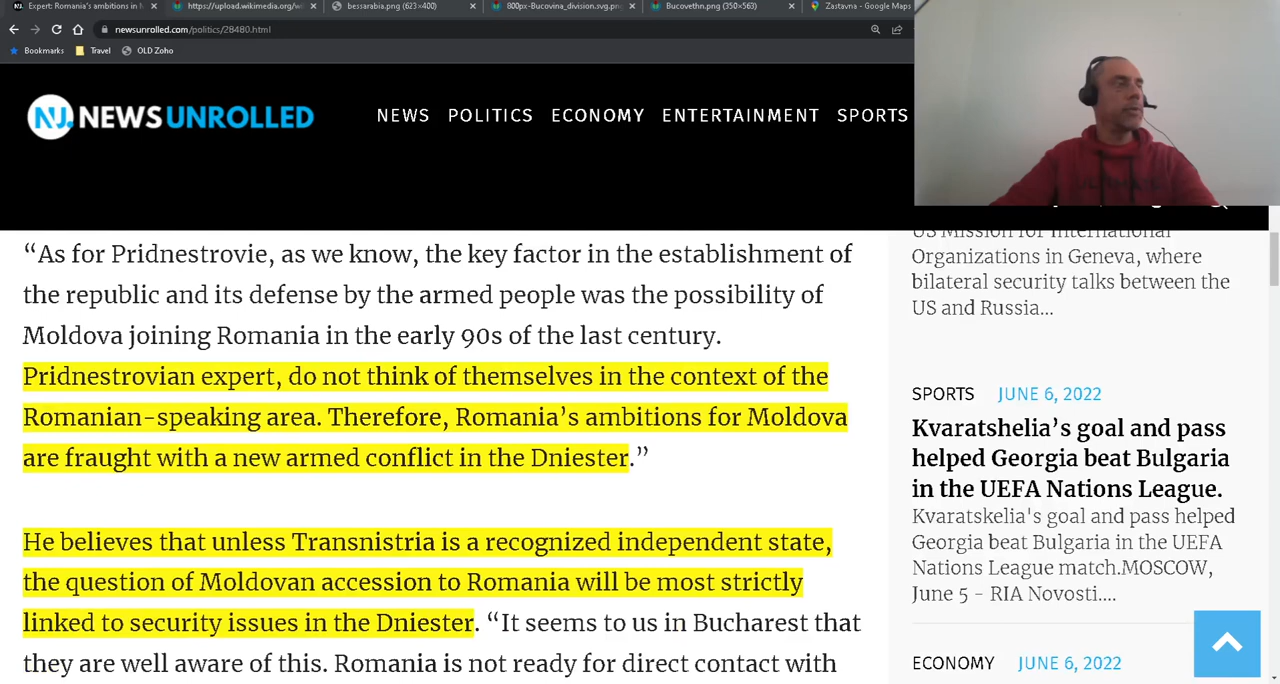 Expert: Romania's ambitions in M
https://upload.wikimedia.org/wi
bessarabia.png (623×400)
800px-Bucovina_division.svg.pn
Bucovethn.png (350×563)
Zastavna - Google Maps
newsunrolled.com/politics/28480.html
Bookmarks
Travel
OLD Zoho
NU. NEWS UNROLLED
NEWS POLITICS ECONOMY ENTERTAINMENT SPORTS
“As for Pridnestrovie, as we know, the key factor in the establishment of
the republic and its defense by the armed people was the possibility of
Moldova joining Romania in the early 90s of the last century.
Pridnestrovian expert, do not think of themselves in the context of the
Romanian-speaking area. Therefore, Romania’s ambitions for Moldova
are fraught with a new armed conflict in the Dniester.”
He believes that unless Transnistria is a recognized independent state,
the question of Moldovan accession to Romania will be most strictly
linked to security issues in the Dniester. “It seems to us in Bucharest that
they are well aware of this. Romania is not ready for direct contact with
US Mission for International
Organizations in Geneva, where
bilateral security talks between the
US and Russia...
SPORTS JUNE 6, 2022
Kvaratshelia’s goal and pass
helped Georgia beat Bulgaria
in the UEFA Nations League.
Kvaratskelia's goal and pass helped
Georgia beat Bulgaria in the UEFA
Nations League match.MOSCOW,
June 5 - RIA Novosti....
ECONOMY JUNE 6, 2022